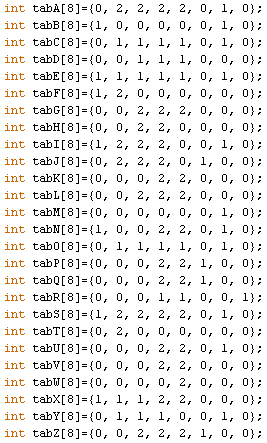 int tabA[8]={0, 2, 2, 2, 2, 0, 1, 0};
int tabB[8]={1, 0, 0, 0, 0, 0, 1, 0};
int tabC[8]={0, 1, 1, 1, 1, 0, 1, 0};
int tabD[8]={0, 0, 1, 1, 1, 0, 0, 0};
int tabE[8]={1, 1, 1, 1, 1, 0, 1, 0};
int tabF[8]={1, 2, 0, 0, 0, 0, 0, 0};
int tabG[8]={0, 0, 2, 2, 2, 0, 0, 0};
int tabH[8]={0, 0, 2, 2, 0, 0, 0, 0};
int tabI[8]={1, 2, 2, 2, 0, 0, 1, 0};
int tabJ[8]={0, 2, 2, 2, 0, 1, 0, 0};
int tabK[8]={0, 0, 0, 2, 2, 0, 0, 0};
int tabL[8]={0, 0, 2, 2, 2, 0, 0, 0};
int tabM[8]={0, 0, 0, 0, 0, 0, 1, 0};
int tabN[8]={1, 0, 0, 2, 2, 0, 1, 0};
int tabO[8]={0, 1, 1, 1, 1, 0, 1, 0};
int tabP[8]={0, 0, 0, 2, 2, 1, 0, 0};
int tabQ[8]={0, 0, 0, 2, 2, 1, 0, 0};
int tabR[8]={0, 0, 0, 1, 1, 0, 0, 1};
int tabS[8]={1, 2, 2, 2, 2, 0, 1, 0};
int tabT[8]={0, 2, 0, 0, 0, 0, 0, 0};
int tabU[8]={0, 0, 0, 2, 2, 0, 1, 0};
int tabV[8]={0, 0, 0, 2, 2, 0, 0, 0};
int tabW[8]={0, 0, 0, 0, 2, 0, 0, 0};
int tabX[8]={1, 1, 1, 2, 2, 0, 0, 0};
int tabY[8]={0, 1, 1, 1, 0, 0, 1, 0};
int tabZ[8]={0, 0, 2, 2, 2, 1, 0, 0};